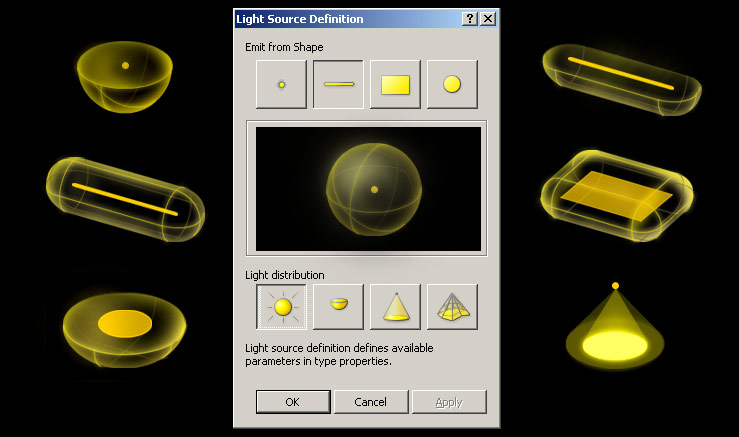 Light Source Definition
Emit from Shape
Light distribution
Light source definition defines available
parameters in type properties.
OK
Cancel
Apply